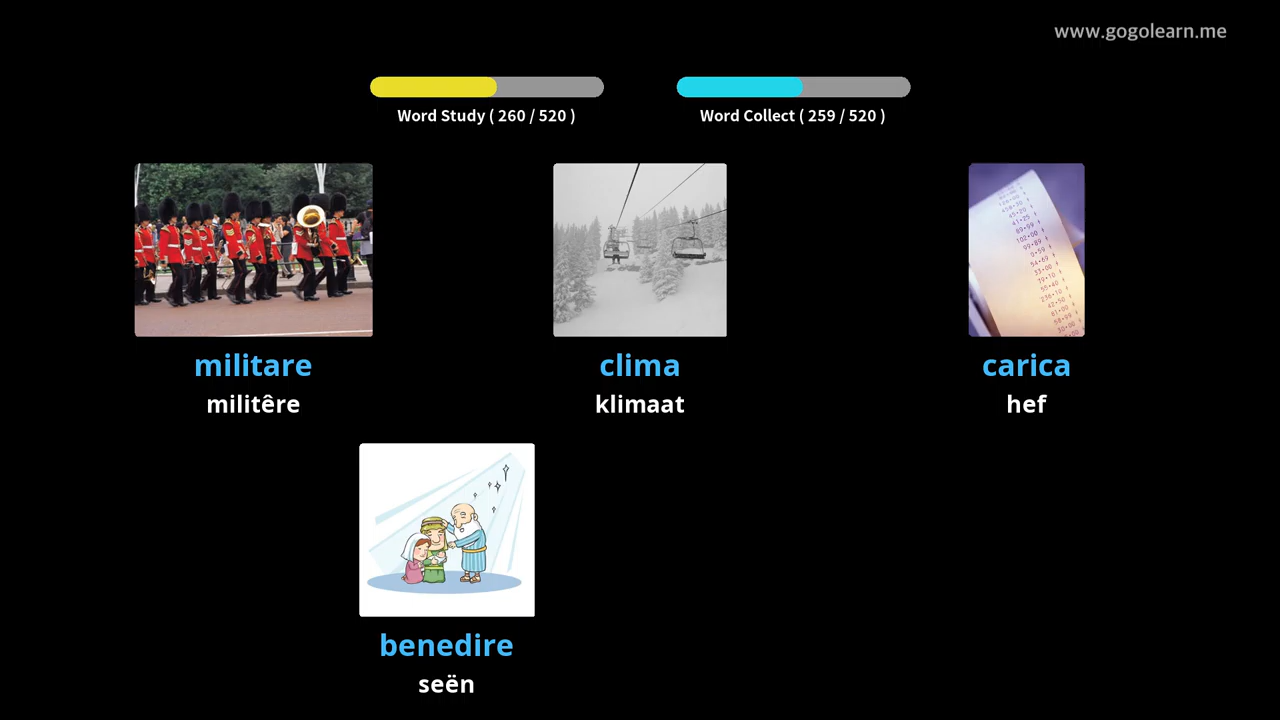 www.gogolearn.me
Word Study ( 260 / 520 )
Word Collect ( 259 / 520 )
militare
militêre
clima
klimaat
carica
hef
benedire
seën